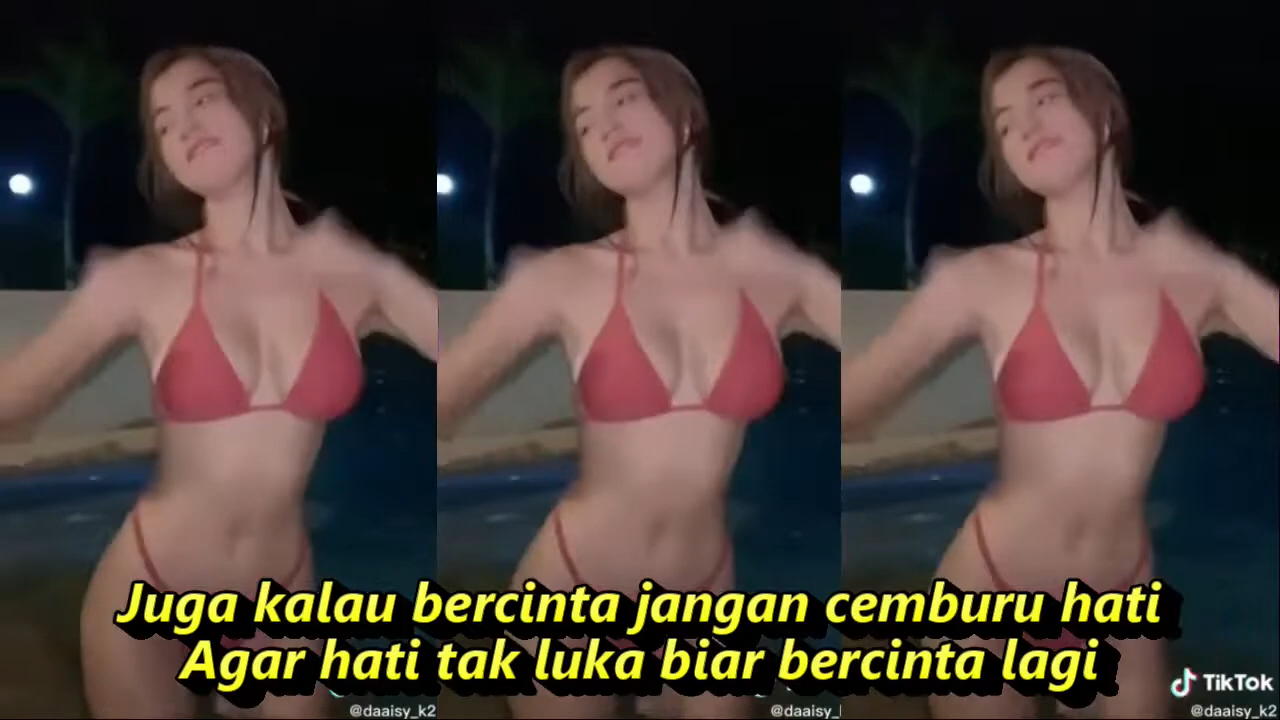 Juga kalau bercinta jangan cemburu hati
Agar hati tak luka biar bercinta lagi
TikTok
@daaisy_k2
@daaisy_
@daaisy_k2